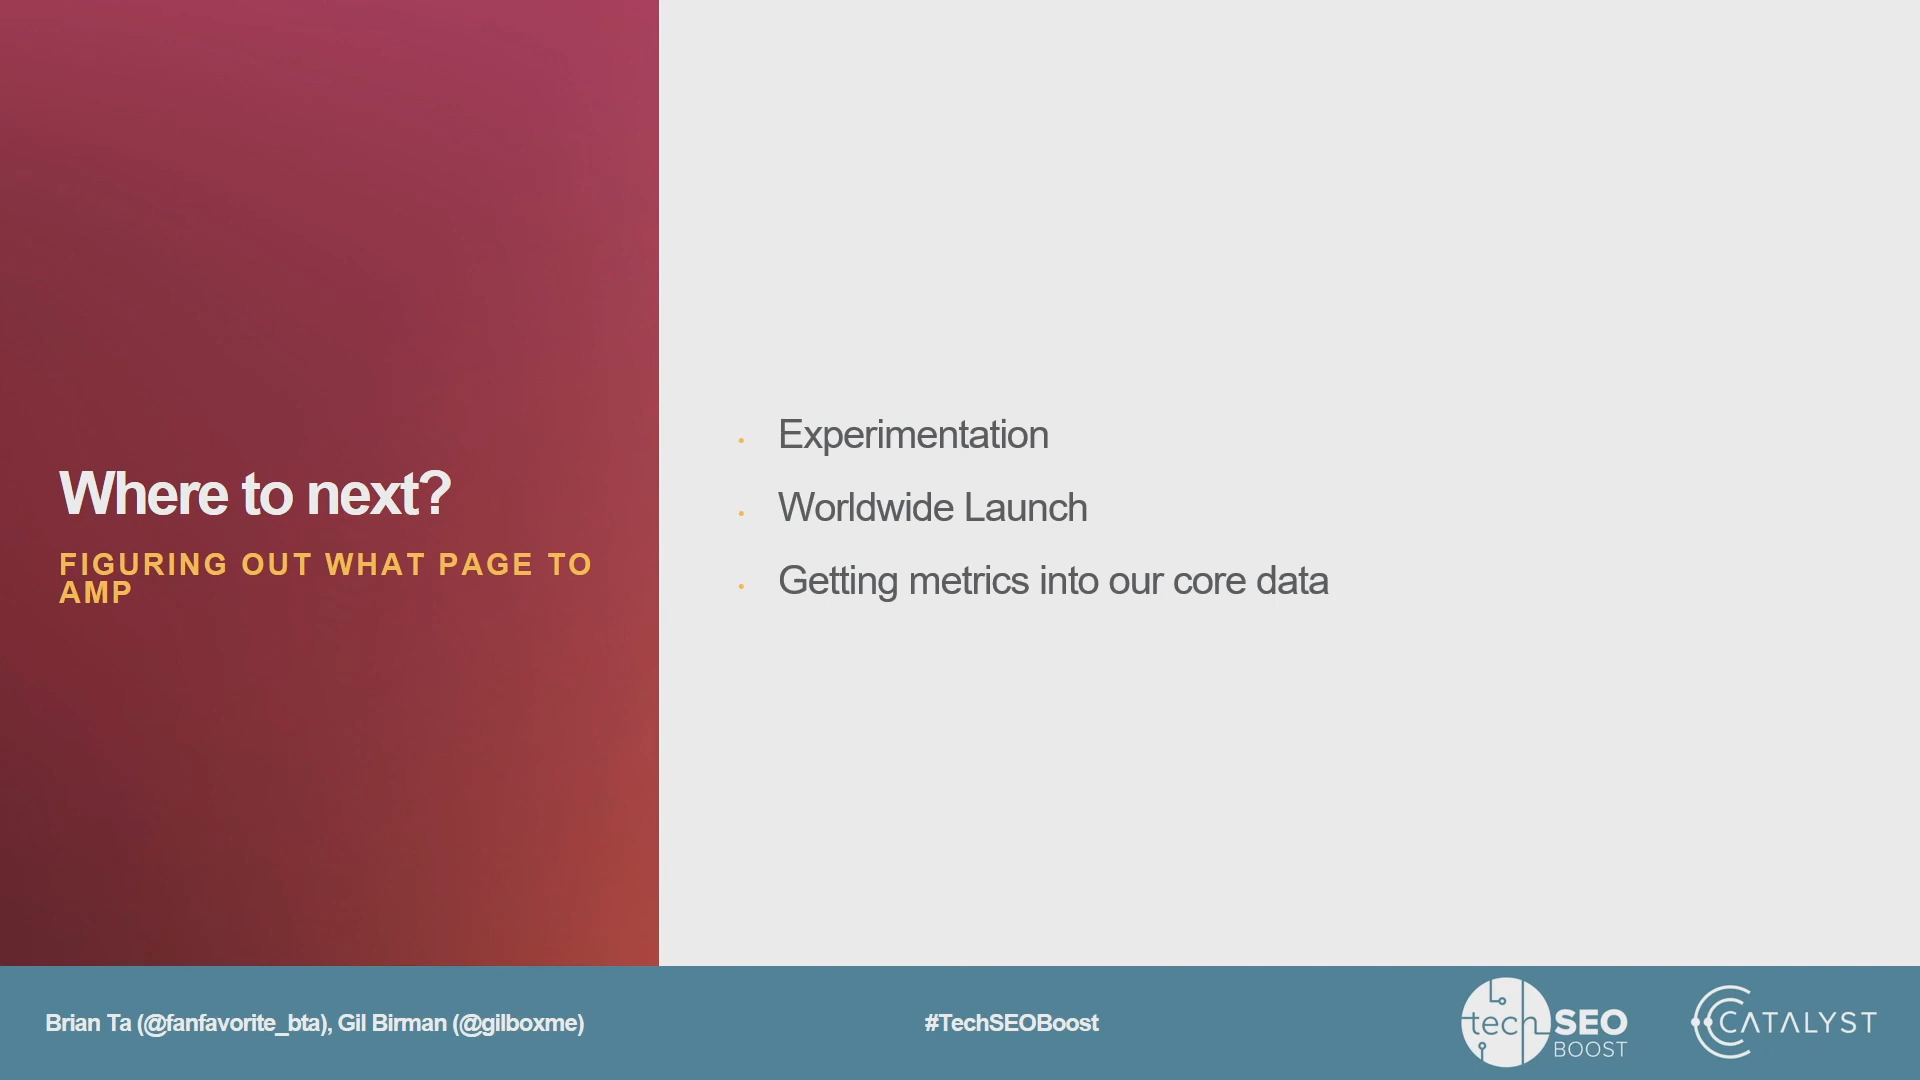 Where to next?
FIGURING OUT WHAT PAGE TO
AMP
• Experimentation
• Worldwide Launch
• Getting metrics into our core data
Brian Ta (@fanfavorite_bta), Gil Birman (@gilboxme)
#TechSEOBoost
tech SEO
BOOST
CATALYST